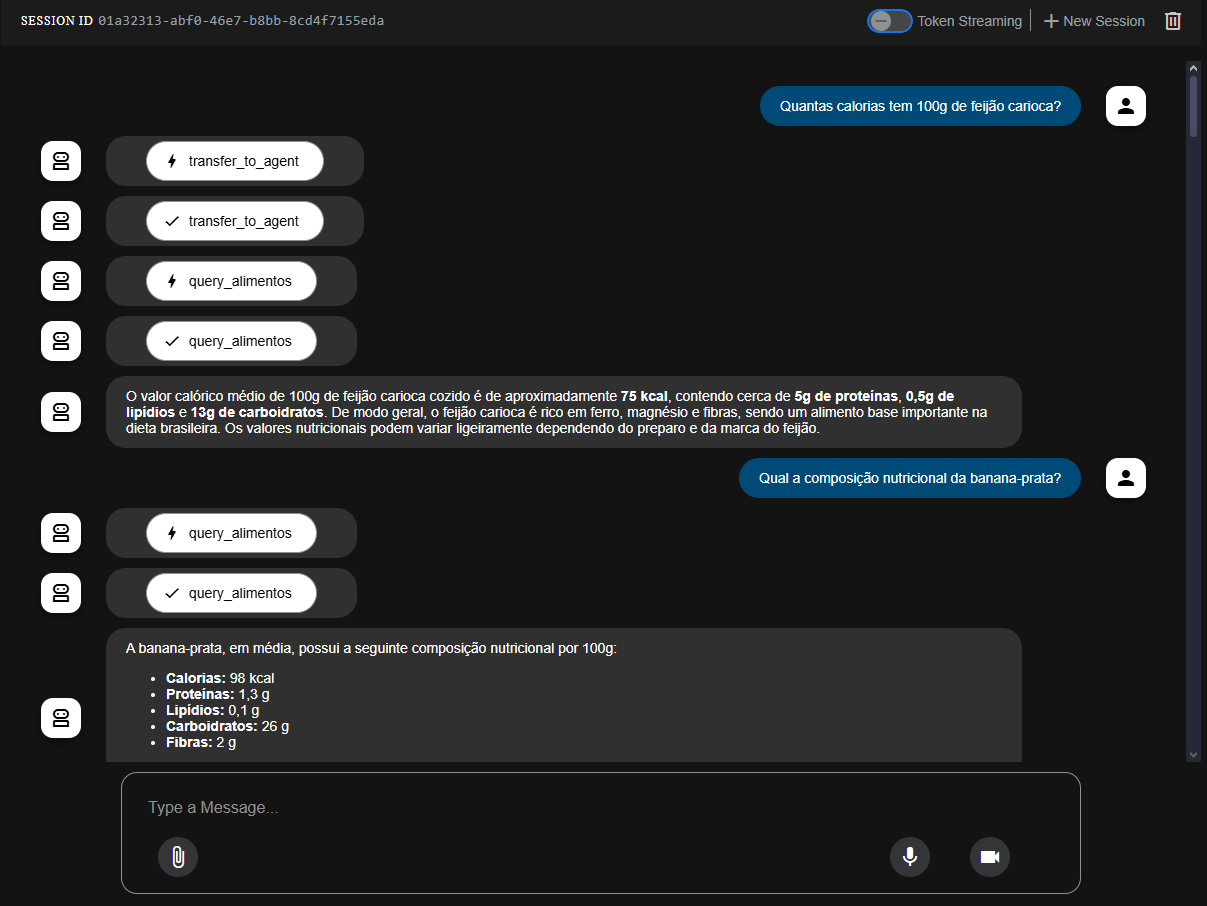 SESSION ID 01a32313-abf0-46e7-b8bb-8cd4f7155eda
Token Streaming
New Session
Quantas calorias tem 100g de feijão carioca?
transfer_to_agent
transfer_to_agent
query_alimentos
query_alimentos
O valor calórico médio de 100g de feijão carioca cozido é de aproximadamente 75 kcal, contendo cerca de 5g de proteínas, 0,5g de
lipídios e 13g de carboidratos. De modo geral, o feijão carioca é rico em ferro, magnésio e fibras, sendo um alimento base importante na
dieta brasileira. Os valores nutricionais podem variar ligeiramente dependendo do preparo e da marca do feijão.
Qual a composição nutricional da banana-prata?
query_alimentos
query_alimentos
A banana-prata, em média, possui a seguinte composição nutricional por 100g:
• Calorias: 98 kcal
• Proteínas: 1,3 g
• Lipídios: 0,1 g
• Carboidratos: 26 g
• Fibras: 2 g
Type a Message...